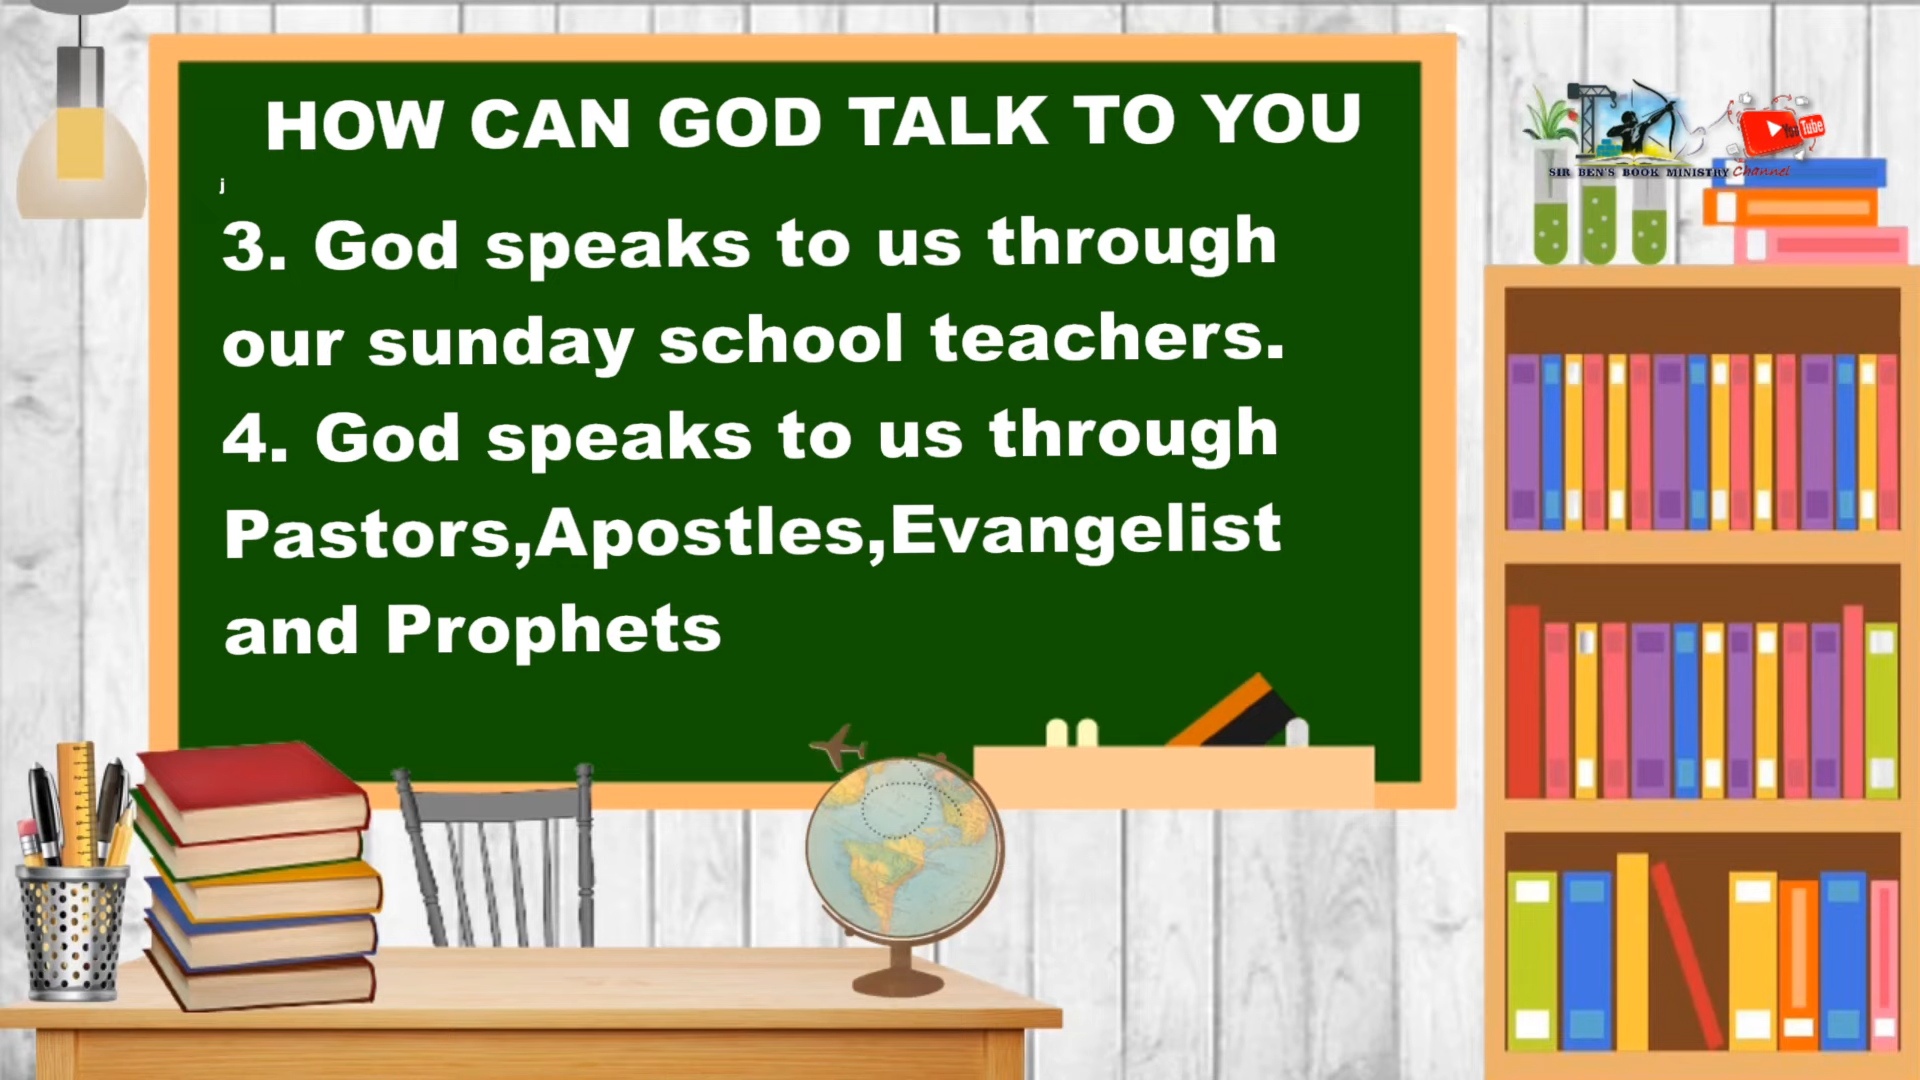 HOW CAN GOD TALK TO YOU
j
3. God speaks to us through
our sunday school teachers.
4. God speaks to us through
Pastors,Apostles,Evangelist
and Prophets
YouTube
SIR BEN'S BOOK MINISTRY Channel